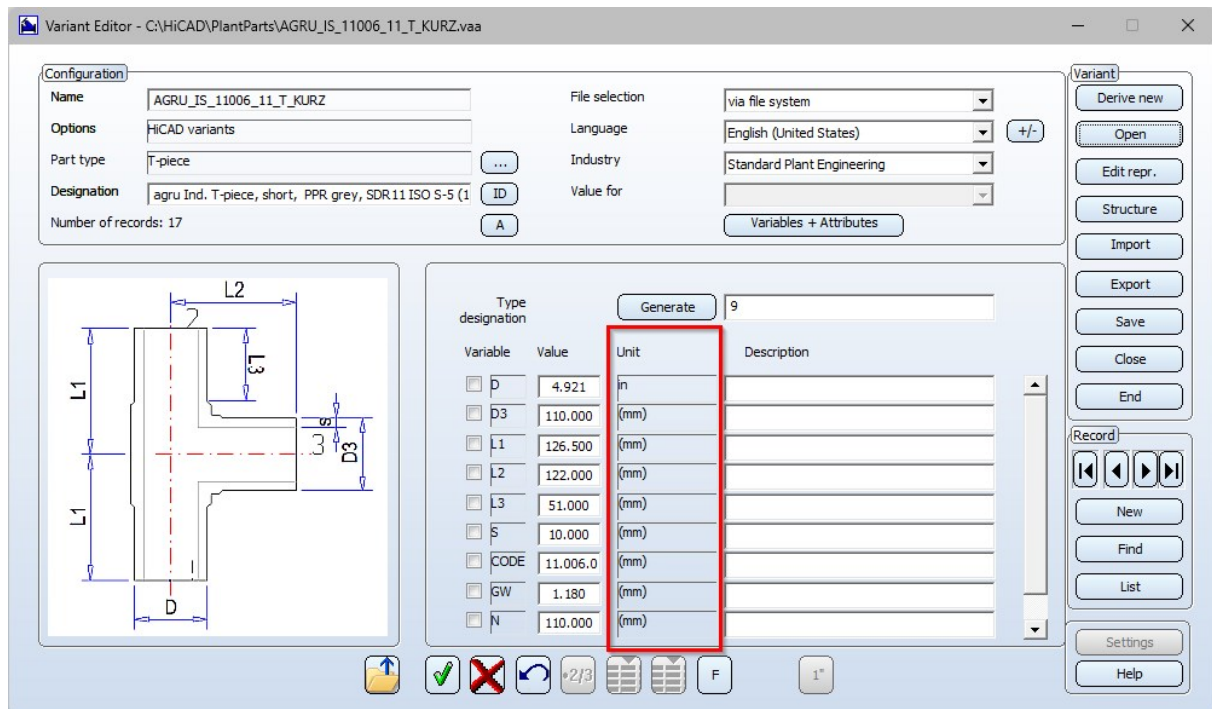 Variant Editor - C:\HiCAD\PlantParts\AGRU_IS_11006_11_T_KURZ.vaa
Configuration
Name AGRU_IS_11006_11_T_KURZ File selection via file system
Options HiCAD variants Language English (United States) +/-
Part type T-piece ... Industry Standard Plant Engineering
Designation agru Ind. T-piece, short, PPR grey, SDR11 ISO S-5 (1 ID Value for
Number of records: 17 A Variables + Attributes
Variant
Derive new
Open
Edit repr.
Structure
Import
Export
Save
Close
End
L2
2
L1
L3
S
3
D3
L1
1
D
Type
designation Generate 9
Variable Value Unit Description
D 4.921 in
D3 110.000 (mm)
L1 126.500 (mm)
L2 122.000 (mm)
L3 51.000 (mm)
S 10.000 (mm)
CODE 11.006.0 (mm)
GW 1.180 (mm)
N 110.000 (mm)
Record
New
Find
List
Settings
Help
•2/3
F
1"